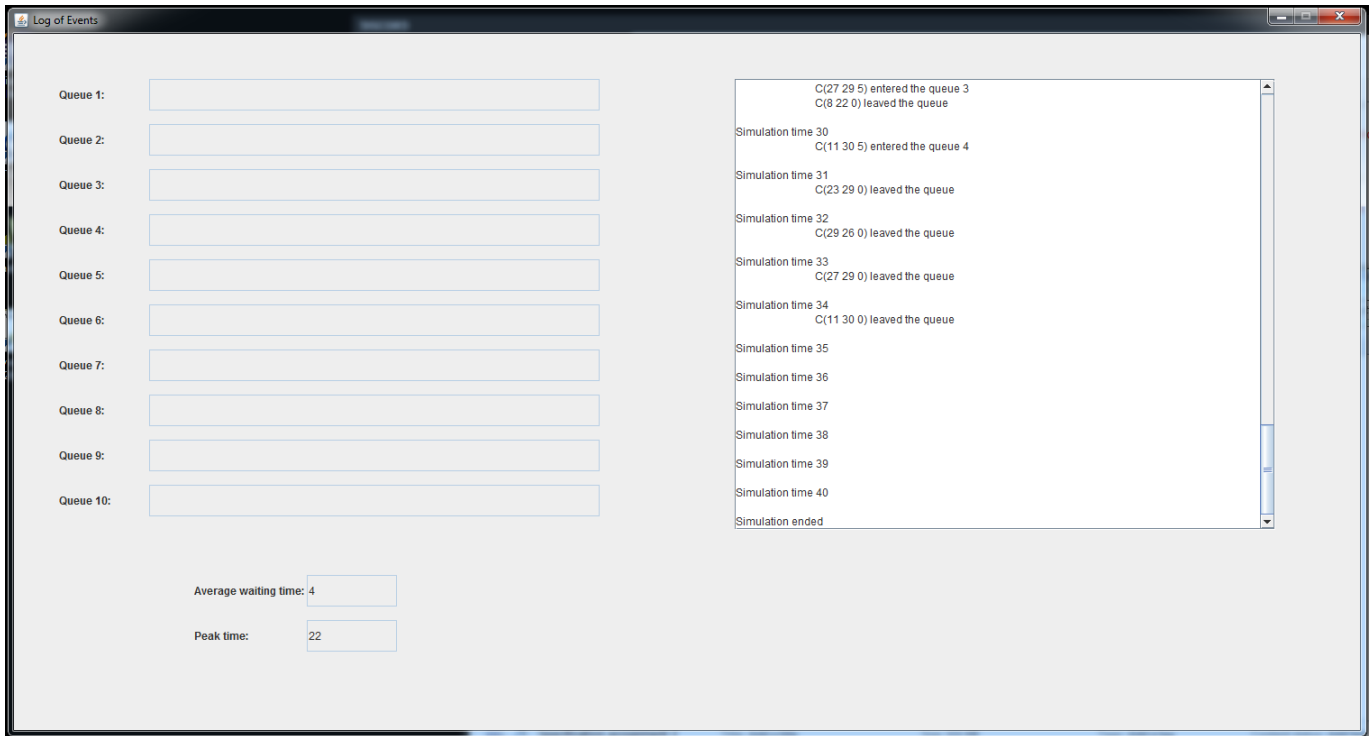 Log of Events
Queue 1:
Queue 2:
Queue 3:
Queue 4:
Queue 5:
Queue 6:
Queue 7:
Queue 8:
Queue 9:
Queue 10:
Average waiting time: 4
Peak time: 22
C(27 29 5) entered the queue 3
C(8 22 0) leaved the queue
Simulation time 30
C(11 30 5) entered the queue 4
Simulation time 31
C(23 29 0) leaved the queue
Simulation time 32
C(29 26 0) leaved the queue
Simulation time 33
C(27 29 0) leaved the queue
Simulation time 34
C(11 30 0) leaved the queue
Simulation time 35
Simulation time 36
Simulation time 37
Simulation time 38
Simulation time 39
Simulation time 40
Simulation ended